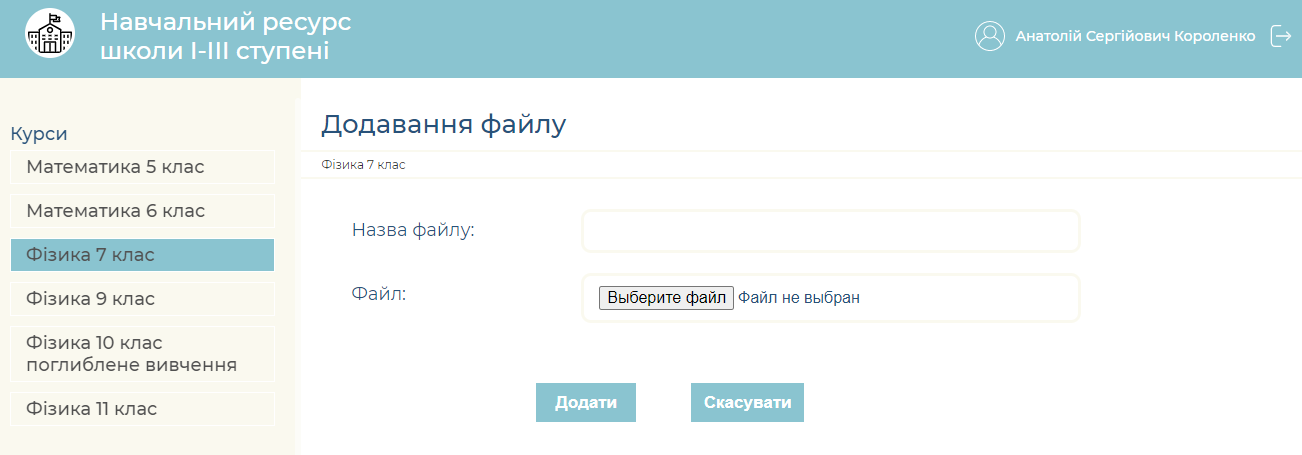 Навчальний ресурс
школи І-ІІІ ступені
Анатолій Сергійович Короленко
Курси
Математика 5 клас
Математика 6 клас
Фізика 7 клас
Фізика 9 клас
Фізика 10 клас
поглиблене вивчення
Фізика 11 клас
Додавання файлу
Фізика 7 клас
Назва файлу:
Файл:
Выберите файл Файл не выбран
Додати
Скасувати